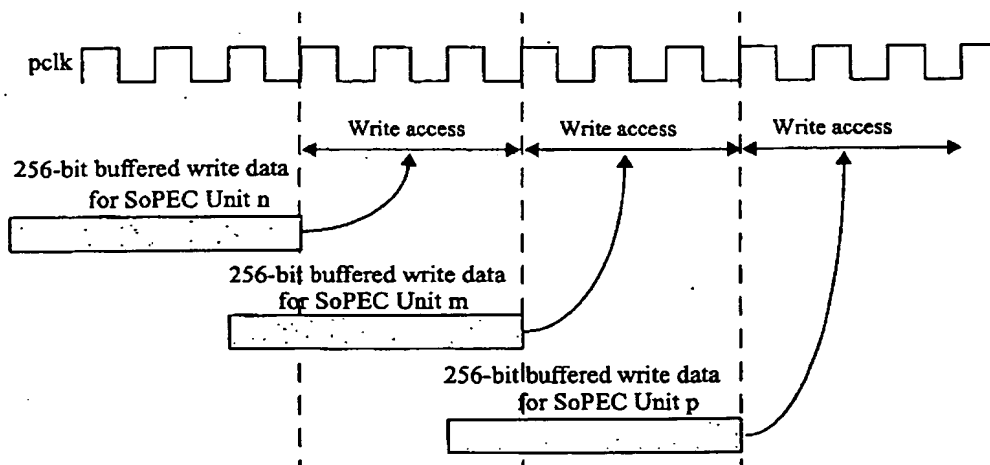 pclk
Write access
Write access
Write access
256-bit buffered write data
for SoPEC Unit n
256-bit buffered write data
for SoPEC Unit m
256-bit buffered write data
for SoPEC Unit p